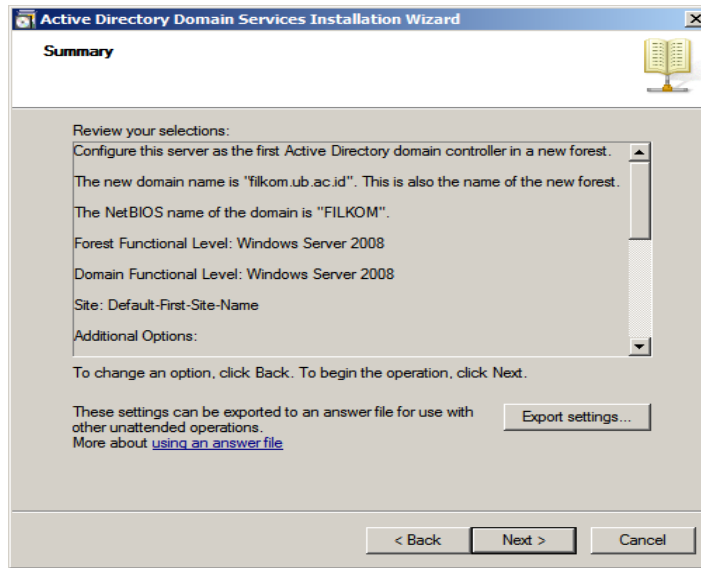 Active Directory Domain Services Installation Wizard
Summary
Review your selections:
Configure this server as the first Active Directory domain controller in a new forest.
The new domain name is "filkom.ub.ac.id". This is also the name of the new forest.
The NetBIOS name of the domain is "FILKOM".
Forest Functional Level: Windows Server 2008
Domain Functional Level: Windows Server 2008
Site: Default-First-Site-Name
Additional Options:
To change an option, click Back. To begin the operation, click Next.
These settings can be exported to an answer file for use with
other unattended operations.
More about using an answer file
Export settings...
< Back
Next >
Cancel